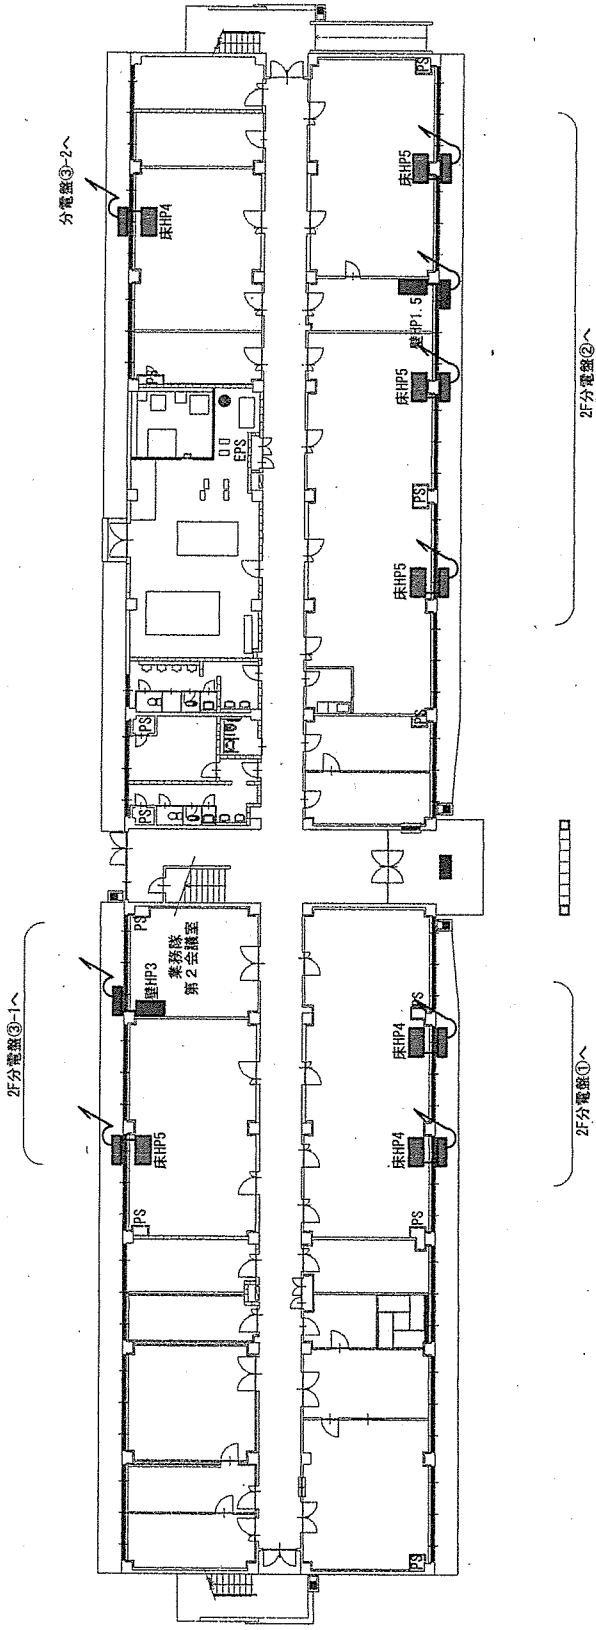 分電盤③-2へ
床HP4
PS
床HP5
壁HP1.5
床HP5
2F分電盤②へ
PS
EPS
PS
床HP5
PS
PS
PS
2F分電盤③-1へ
PS
業務隊
第２会議室
壁HP3
PS
床HP4
床HP5
床HP4
2F分電盤①へ
PS
PS
PS